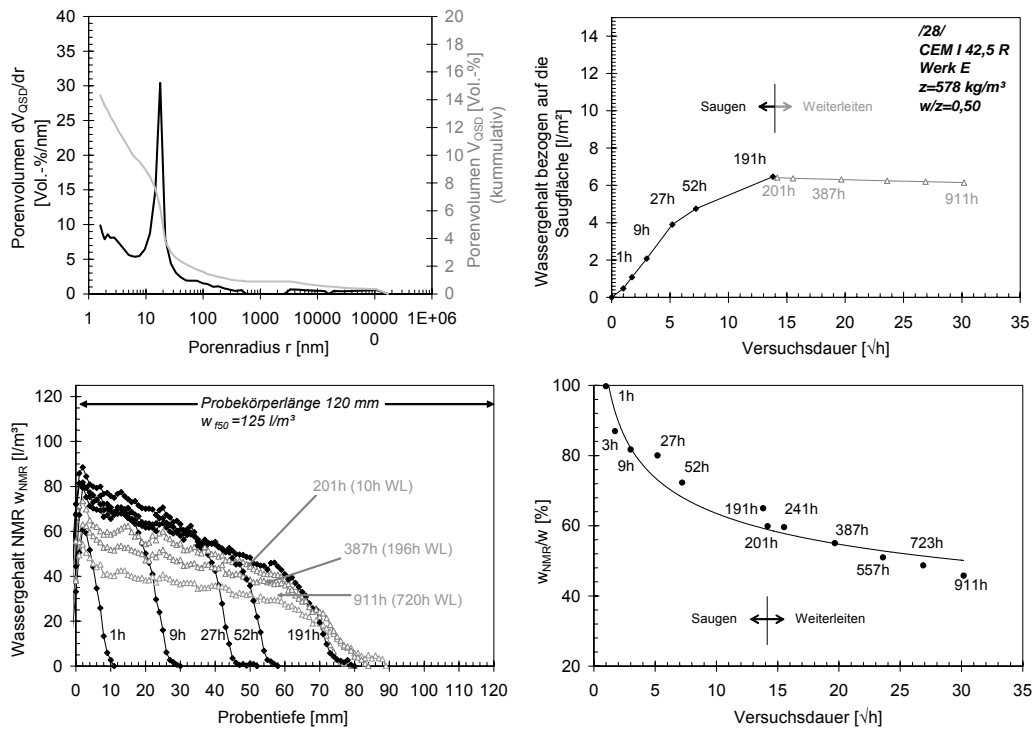 40
35
30
25
20
15
10
5
0
20
18
16
14
12
10
8
6
4
2
0
1
10
100
1000
10000
10000
0
1E+06
Porenvolumen dV_QSD/dr
[Vol.-%/nm]
Porenvolumen V_QSD [Vol.-%]
(kummulativ)
Porenradius r [nm]
14
12
10
8
6
4
2
0
0
5
10
15
20
25
30
35
Wassergehalt bezogen auf die
Saugfläche [l/m²]
Versuchsdauer [√h]
/28/
CEM I 42,5 R
Werk E
z=578 kg/m³
w/z=0,50
Saugen
Weiterleiten
1h
9h
27h
52h
191h
201h
387h
911h
120
100
80
60
40
20
0
0
10
20
30
40
50
60
70
80
90
100
110
120
Wassergehalt NMR w_NMR [l/m³]
Probentiefe [mm]
Probekörperlänge 120 mm
w_f50 =125 l/m³
201h (10h WL)
387h (196h WL)
911h (720h WL)
1h
9h
27h
52h
191h
100
80
60
40
20
0
5
10
15
20
25
30
35
w_NMR/w [%]
Versuchsdauer [√h]
1h
3h
9h
27h
52h
191h
201h
241h
387h
557h
723h
911h
Saugen
Weiterleiten